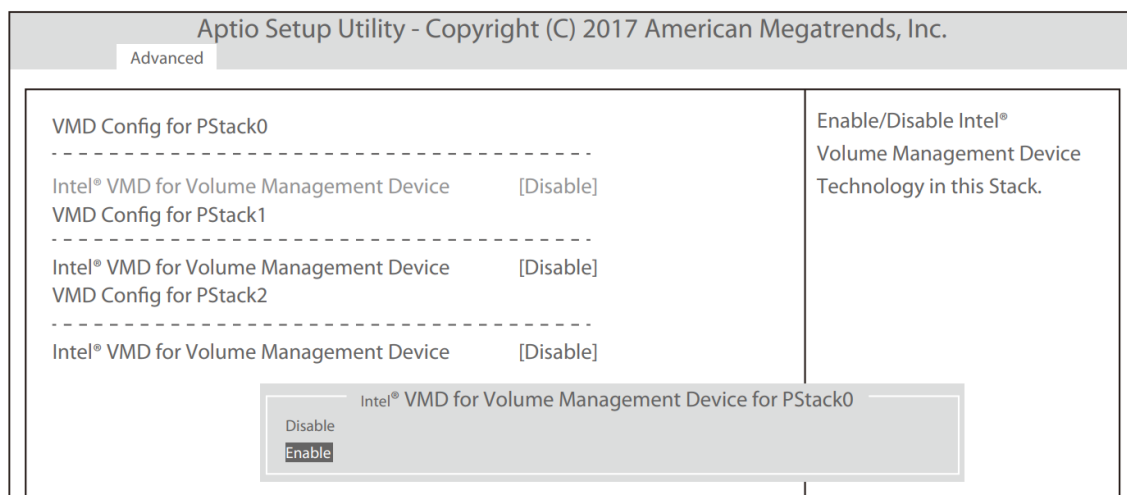 Aptio Setup Utility - Copyright (C) 2017 American Megatrends, Inc.
Advanced
VMD Config for PStack0
- - - - - - - - - - - - - - - - - - - - - - - - - - - - - - - - - - - - - -
Intel® VMD for Volume Management Device [Disable]
VMD Config for PStack1
- - - - - - - - - - - - - - - - - - - - - - - - - - - - - - - - - - - - - -
Intel® VMD for Volume Management Device [Disable]
VMD Config for PStack2
- - - - - - - - - - - - - - - - - - - - - - - - - - - - - - - - - - - - - -
Intel® VMD for Volume Management Device [Disable]
Enable/Disable Intel®
Volume Management Device
Technology in this Stack.
Intel® VMD for Volume Management Device for PStack0
Disable
Enable